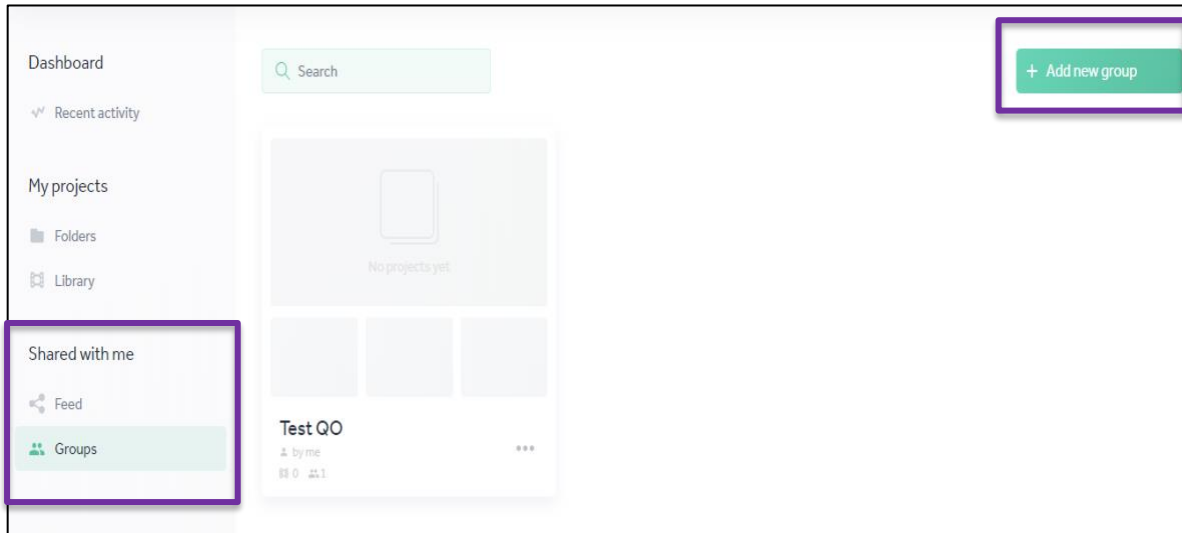 Dashboard
Recent activity
My projects
Folders
Library
Shared with me
Feed
Groups
Search
+ Add new group
No projects yet
Test QO
by me
0 1